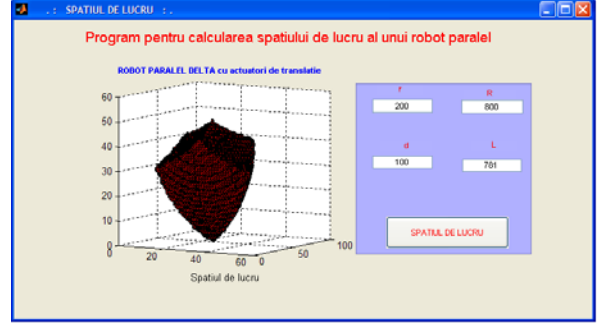 .: SPATIUL DE LUCRU :.
Program pentru calcularea spatiului de lucru al unui robot paralel
ROBOT PARALEL DELTA cu actuatori de translatie
r R
200 800
d L
100 781
SPATIUL DE LUCRU
60
50
40
30
20
10
0
0 20 40 60 0 50 100
Spatiul de lucru